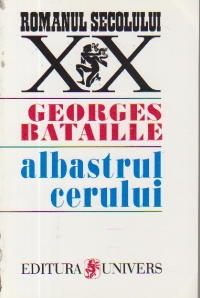 ROMANUL SECOLULUI
XX
GEORGES
BATAILLE
albastrul
cerului
EDITURA UNIVERS